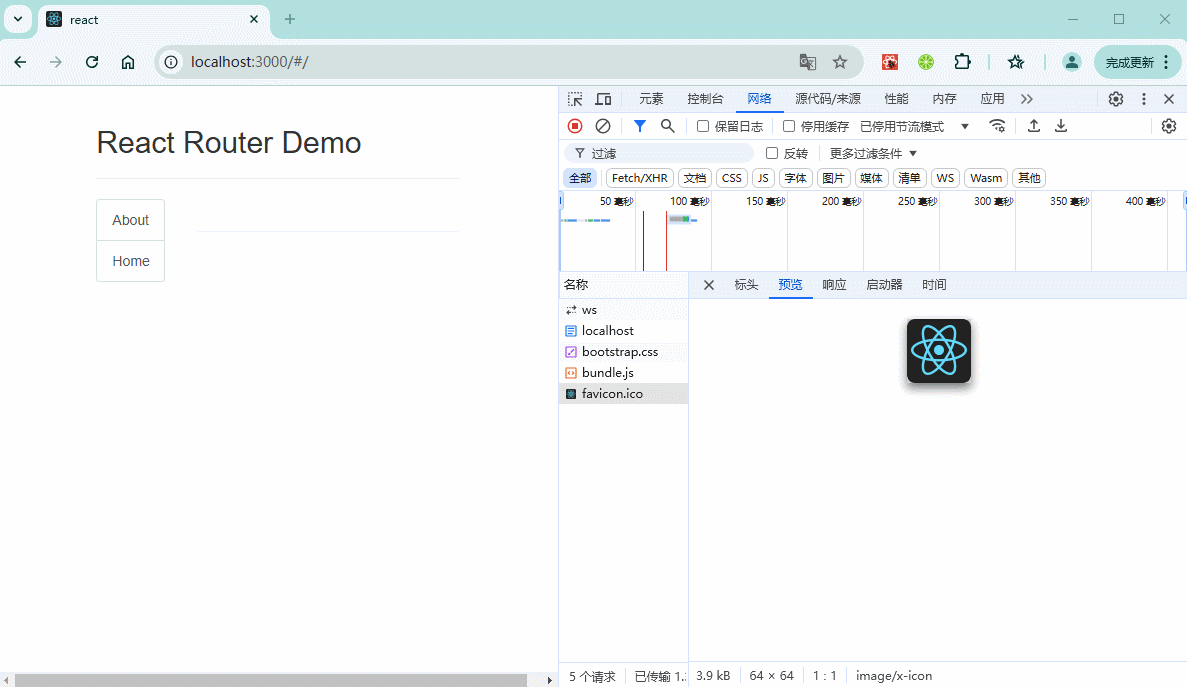 react
localhost:3000/#/
完成更新
React Router Demo
About
Home
元素 控制台 网络 源代码/来源 性能 内存 应用
保留日志 停用缓存 已停用节流模式
过滤 反转 更多过滤条件
全部 Fetch/XHR 文档 CSS JS 字体 图片 媒体 清单 WS Wasm 其他
50 毫秒 100 毫秒 150 毫秒 200 毫秒 250 毫秒 300 毫秒 350 毫秒 400 毫秒
名称 标头 预览 响应 启动器 时间
ws
localhost
bootstrap.css
bundle.js
favicon.ico
5 个请求 已传输 1. 3.9 kB 64 × 64 1 : 1 image/x-icon